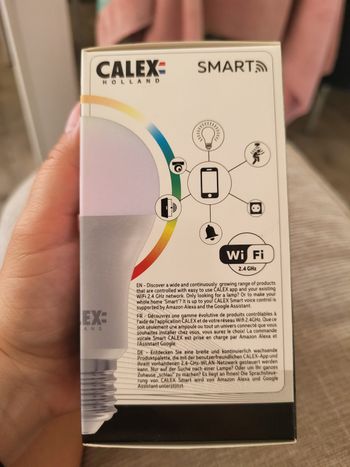 CALEX
HOLLAND
SMART
Wi Fi
2.4 GHz
EX
LAND
EN - Discover a wide and continuously growing range of products
that are controlled with easy to use CALEX app and your existing
WiFi 2.4 GHz network. Only looking for a lamp? Or to make your
whole home "Smart"? It is up to you! CALEX Smart voice control is
supported by Amazon Alexa and the Google Assistant.
FR - Découvrez une gamme évolutive de produits contrôlables à
l'aide de l'application CALEX et de votre réseau Wifi 2.4GHz. Que ce
soit seulement une ampoule ou tout un univers connecté que vous
souhaitez installer chez vous, vous aurez le choix! La commande
vocale Smart CALEX est prise en charge par Amazon Alexa et
l'Assistant Google.
DE - Entdecken Sie eine breite und kontinuierlich wachsende
Produktpalette, die mit der benutzerfreundlichen CALEX-App und
Ihrem vorhandenen 2.4-GHz-WLAN-Netzwerk gesteuert werden
kann. Nur auf der Suche nach einer Lampe? Oder um Ihr ganzes
Zuhause „schlau" zu machen? Es liegt an Ihnen! Die Sprachsteue-
rung von CALEX Smart wird von Amazon Alexa und Google
Assistant unterstützt.